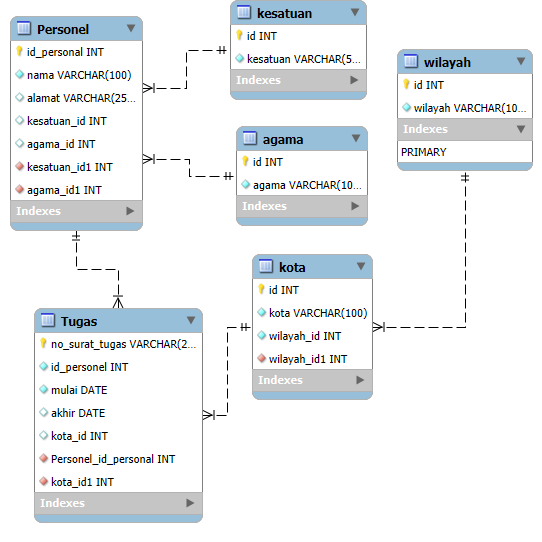 Personel
id_personal INT
nama VARCHAR(100)
alamat VARCHAR(25...
kesatuan_id INT
agama_id INT
kesatuan_id1 INT
agama_id1 INT
Indexes
kesatuan
id INT
kesatuan VARCHAR(5...
Indexes
agama
id INT
agama VARCHAR(10...
Indexes
wilayah
id INT
wilayah VARCHAR(10...
Indexes
PRIMARY
kota
id INT
kota VARCHAR(100)
wilayah_id INT
wilayah_id1 INT
Indexes
Tugas
no_surat_tugas VARCHAR(2...
id_personel INT
mulai DATE
akhir DATE
kota_id INT
Personel_id_personal INT
kota_id1 INT
Indexes